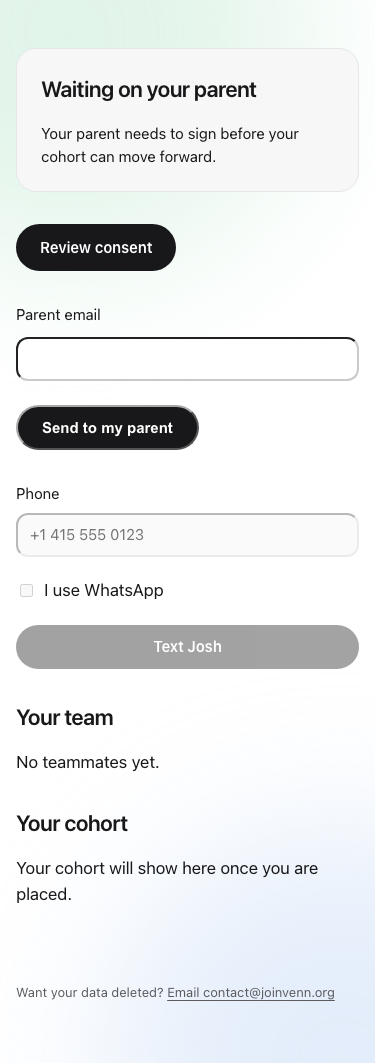 Waiting on your parent
Your parent needs to sign before your
cohort can move forward.
Review consent
Parent email
Send to my parent
Phone
+1 415 555 0123
I use WhatsApp
Text Josh
Your team
No teammates yet.
Your cohort
Your cohort will show here once you are
placed.
Want your data deleted? Email contact@joinvenn.org